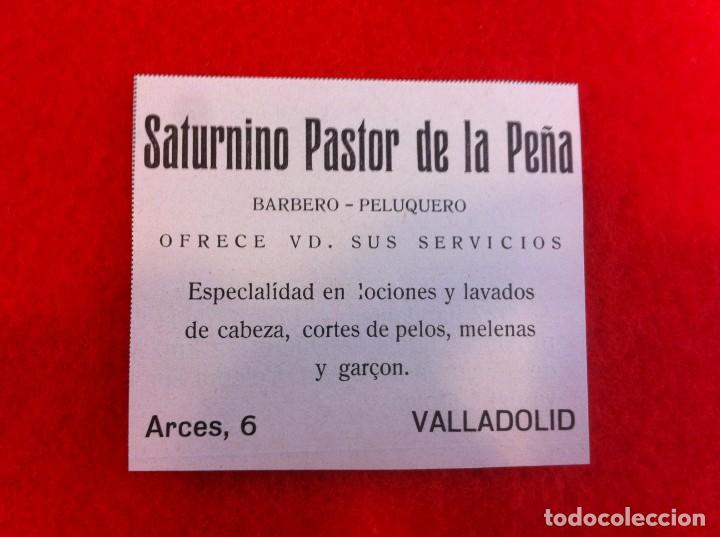 Saturnino Pastor de la Peña
BARBERO - PELUQUERO
OFRECE VD. SUS SERVICIOS
Especlalídad en lociones y lavados
de cabeza, cortes de pelos, melenas
y garçon.
Arces, 6 VALLADOLID
todocoleccion.net